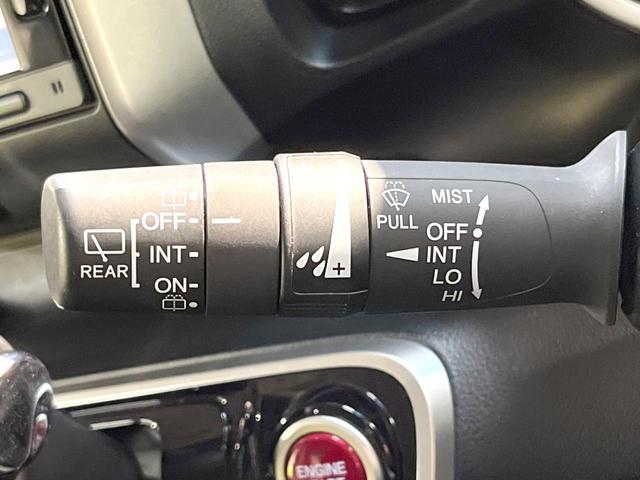 OFF
INT
ON
REAR
PULL
MIST
OFF
INT
LO
HI
ENGINE